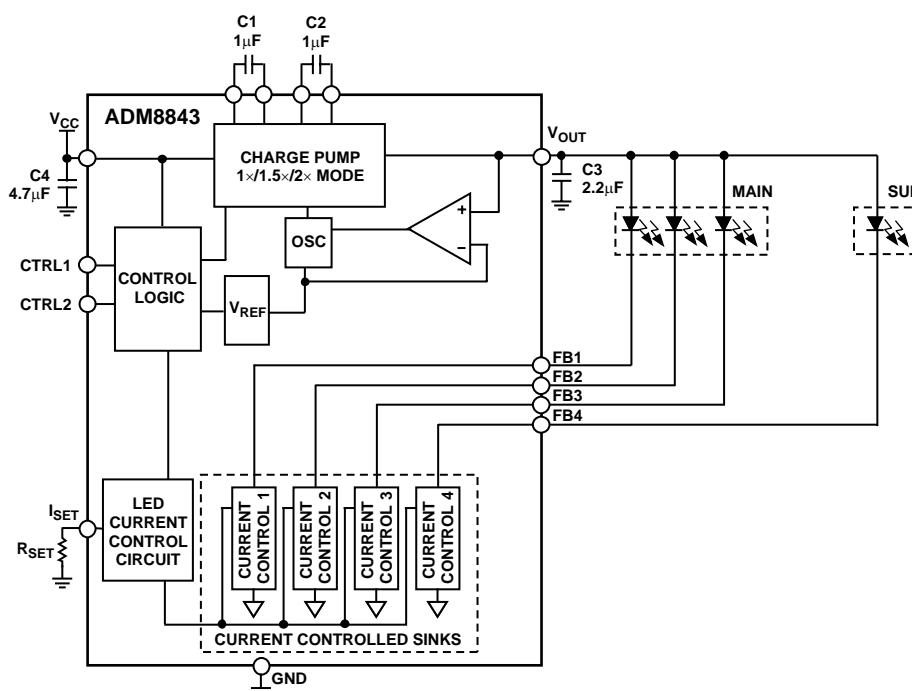 C1
1μF
C2
1μF
ADM8843
VCC
C4
4.7μF
CHARGE PUMP
1×/1.5×/2× MODE
VOUT
C3
2.2μF
MAIN
SU
OSC
+
–
CTRL1
CTRL2
CONTROL
LOGIC
VREF
FB1
FB2
FB3
FB4
ISET
RSET
LED
CURRENT
CONTROL
CIRCUIT
CURRENT
CONTROL 1
CURRENT
CONTROL 2
CURRENT
CONTROL 3
CURRENT
CONTROL 4
CURRENT CONTROLLED SINKS
GND